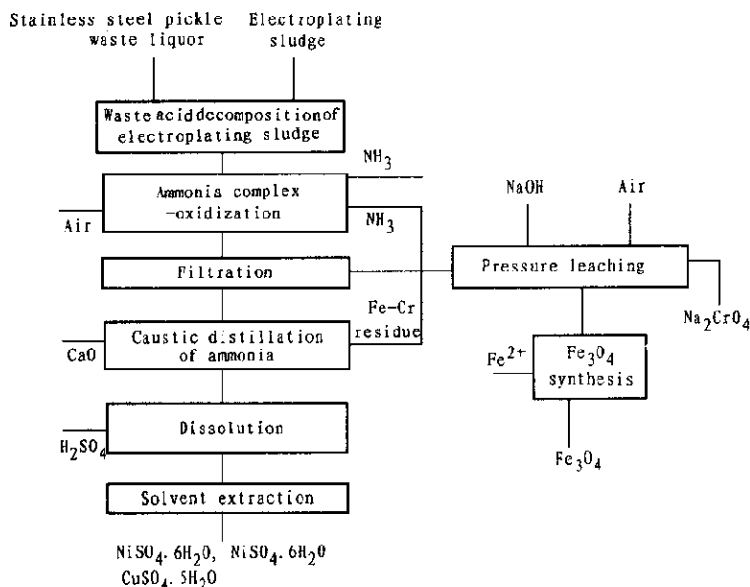 Stainless steel pickle
waste liquor
Electroplating
sludge
Waste acid decomposition of
electroplating sludge
NH3
Ammonia complex
-oxidization
Air
NH3
NaOH
Air
Filtration
Pressure leaching
Fe-Cr
residue
Na2CrO4
Caustic distillation
of ammonia
CaO
Fe2+
Fe3O4
synthesis
Dissolution
H2SO4
Fe3O4
Solvent extraction
NiSO4. 6H2O, NiSO4. 6H2O
CuSO4. 5H2O